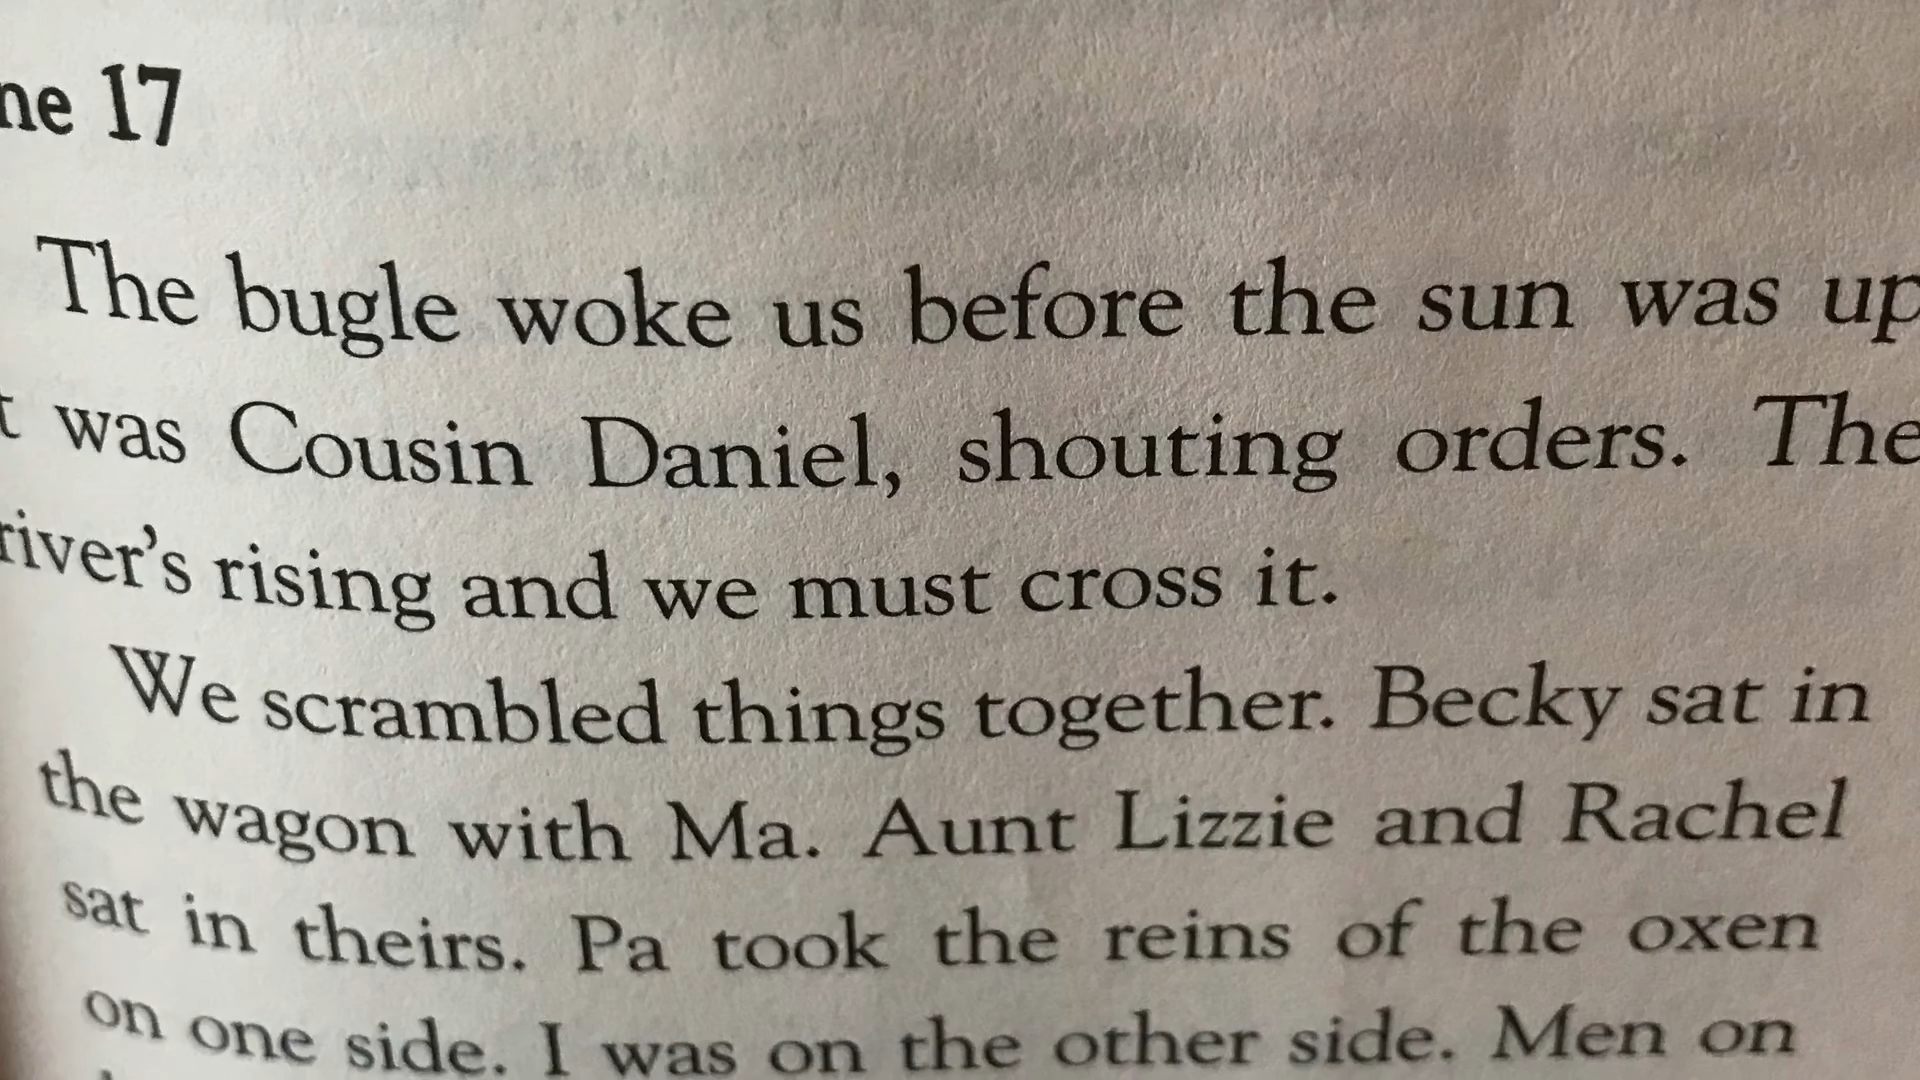 ne 17
The bugle woke us before the sun was up
t was Cousin Daniel, shouting orders. The
river's rising and we must cross it.
We scrambled things together. Becky sat in
the wagon with Ma. Aunt Lizzie and Rachel
sat in theirs. Pa took the reins of the oxen
on one side. I was on the other side. Men on